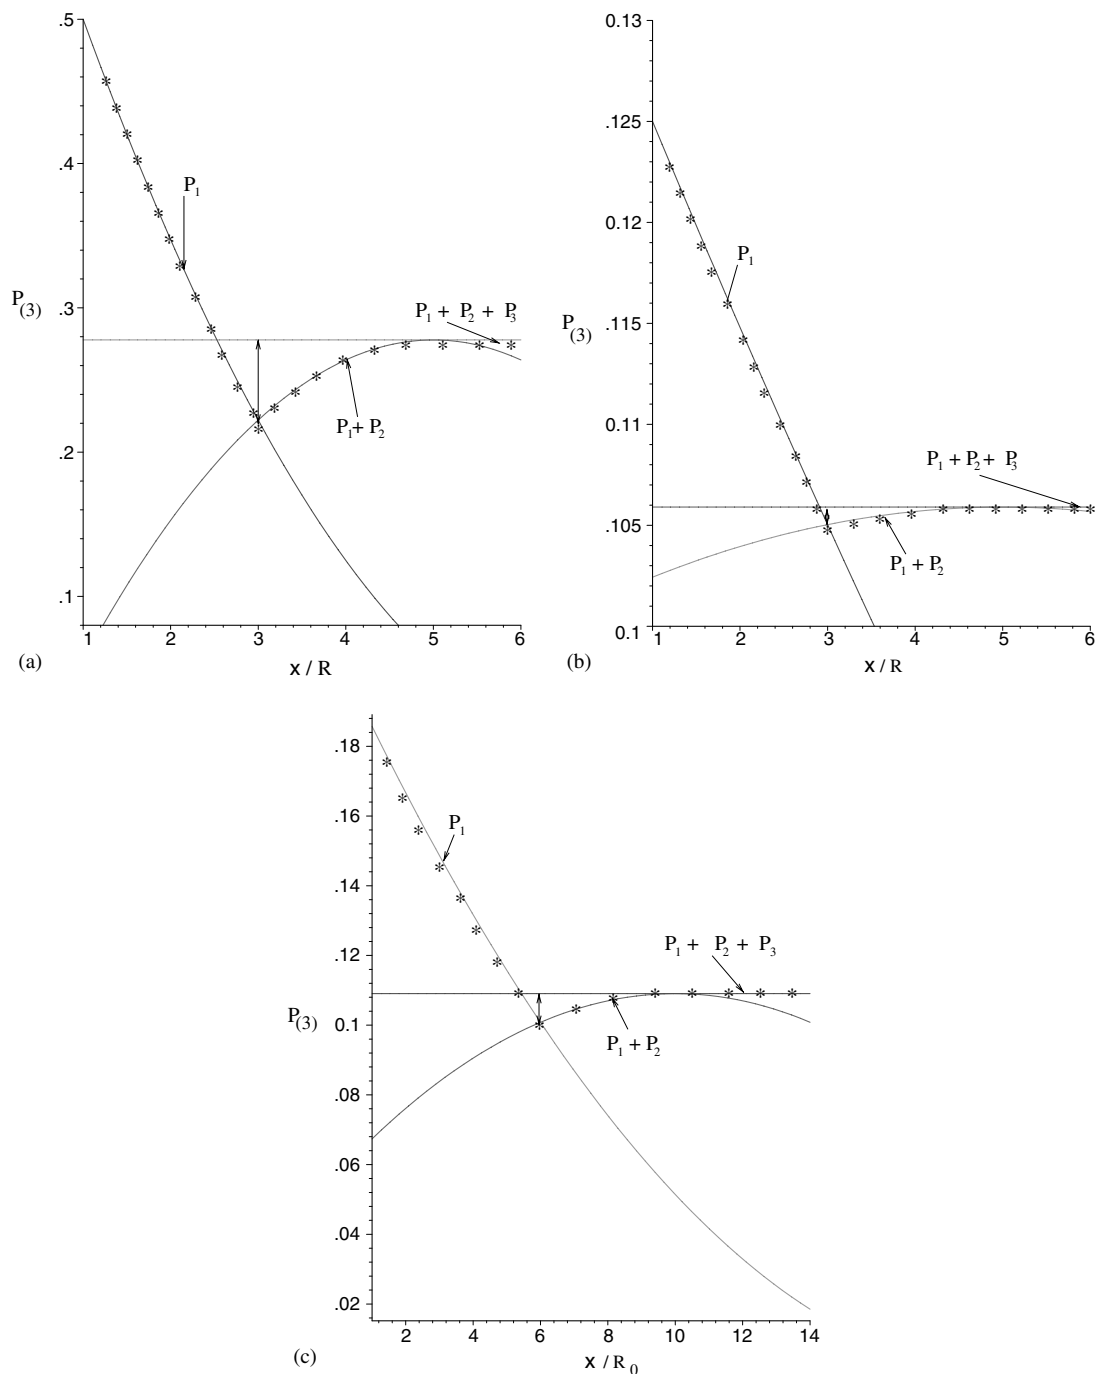 .5
.4
.3
.2
.1
P(3)
P1
P1 + P2 + P3
P1 + P2
1 2 3 4 5 6
(a)
x / R
0.13
.125
0.12
.115
0.11
.105
0.1
P(3)
P1
P1 + P2 + P3
P1 + P2
1 2 3 4 5 6
(b)
x / R
.18
.16
.14
.12
0.1
.08
.06
.04
.02
P(3)
P1
P1 + P2 + P3
P1 + P2
2 4 6 8 10 12 14
(c)
x / R0